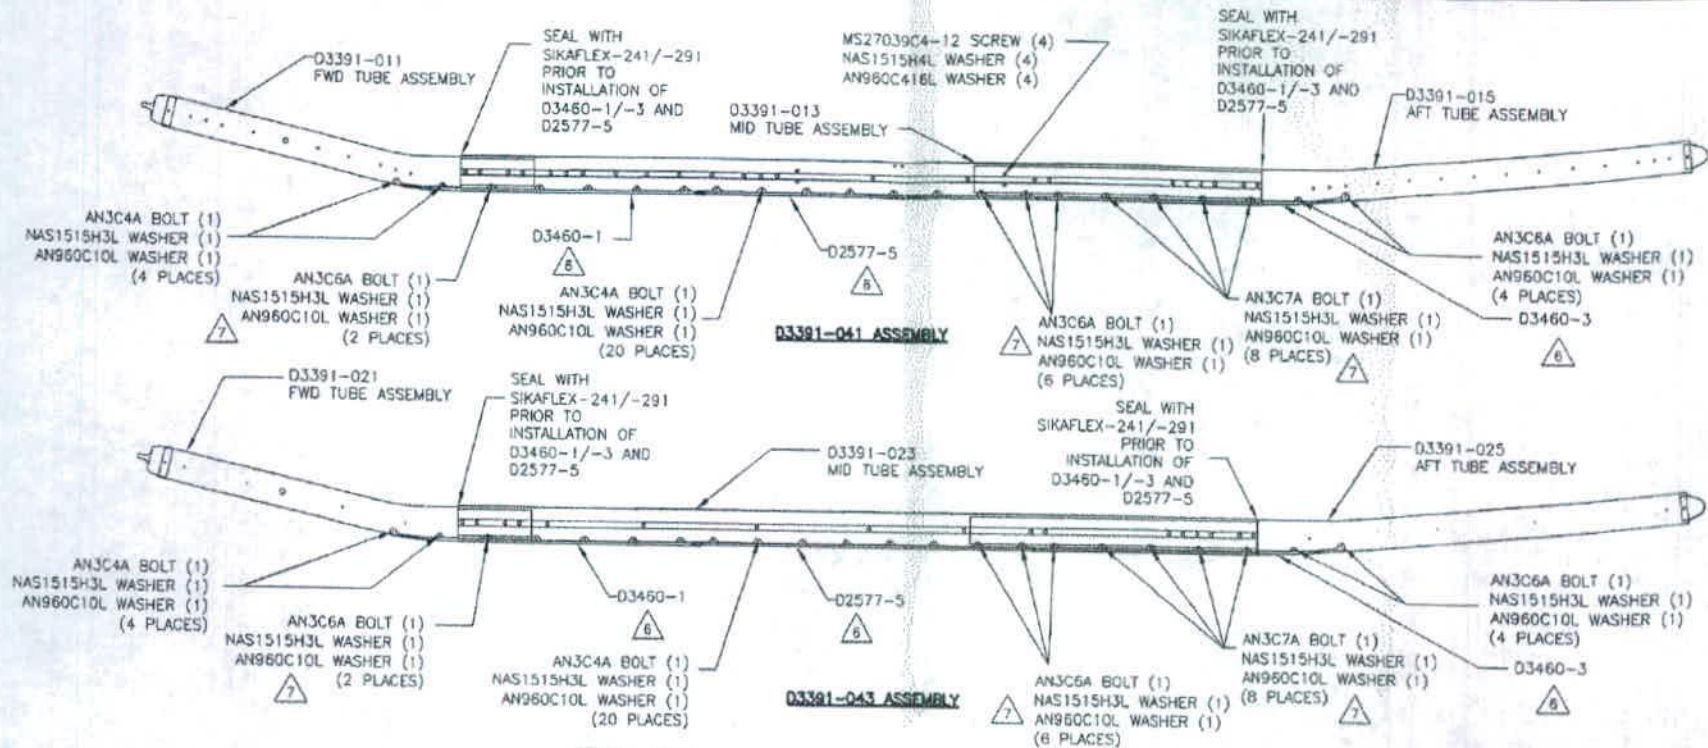 D3391-011
FWD TUBE ASSEMBLY
SEAL WITH
SIKAFLEX-241/-291
PRIOR TO
INSTALLATION OF
D3460-1/-3 AND
D2577-5
D3391-013
MID TUBE ASSEMBLY
MS27039C4-12 SCREW (4)
NAS1515H4L WASHER (4)
AN960C416L WASHER (4)
SEAL WITH
SIKAFLEX-241/-291
PRIOR TO
INSTALLATION OF
D3460-1/-3 AND
D2577-5
D3391-015
AFT TUBE ASSEMBLY
AN3C4A BOLT (1)
NAS1515H3L WASHER (1)
AN960C10L WASHER (1)
(4 PLACES)
AN3C6A BOLT (1)
NAS1515H3L WASHER (1)
AN960C10L WASHER (1)
(2 PLACES)
7
D3460-1
6
AN3C4A BOLT (1)
NAS1515H3L WASHER (1)
AN960C10L WASHER (1)
(20 PLACES)
D2577-5
6
D3391-041 ASSEMBLY
7
AN3C6A BOLT (1)
NAS1515H3L WASHER (1)
AN960C10L WASHER (1)
(6 PLACES)
AN3C7A BOLT (1)
NAS1515H3L WASHER (1)
AN960C10L WASHER (1)
(8 PLACES)
7
AN3C6A BOLT (1)
NAS1515H3L WASHER (1)
AN960C10L WASHER (1)
(4 PLACES)
D3460-3
6
D3391-021
FWD TUBE ASSEMBLY
SEAL WITH
SIKAFLEX-241/-291
PRIOR TO
INSTALLATION OF
D3460-1/-3 AND
D2577-5
D3391-023
MID TUBE ASSEMBLY
SEAL WITH
SIKAFLEX-241/-291
PRIOR TO
INSTALLATION OF
D3460-1/-3 AND
D2577-5
D3391-025
AFT TUBE ASSEMBLY
AN3C4A BOLT (1)
NAS1515H3L WASHER (1)
AN960C10L WASHER (1)
(4 PLACES)
AN3C6A BOLT (1)
NAS1515H3L WASHER (1)
AN960C10L WASHER (1)
(2 PLACES)
7
D3460-1
6
AN3C4A BOLT (1)
NAS1515H3L WASHER (1)
AN960C10L WASHER (1)
(20 PLACES)
D2577-5
6
D3391-043 ASSEMBLY
7
AN3C6A BOLT (1)
NAS1515H3L WASHER (1)
AN960C10L WASHER (1)
(6 PLACES)
AN3C7A BOLT (1)
NAS1515H3L WASHER (1)
AN960C10L WASHER (1)
(8 PLACES)
7
AN3C6A BOLT (1)
NAS1515H3L WASHER (1)
AN960C10L WASHER (1)
(4 PLACES)
D3460-3
6